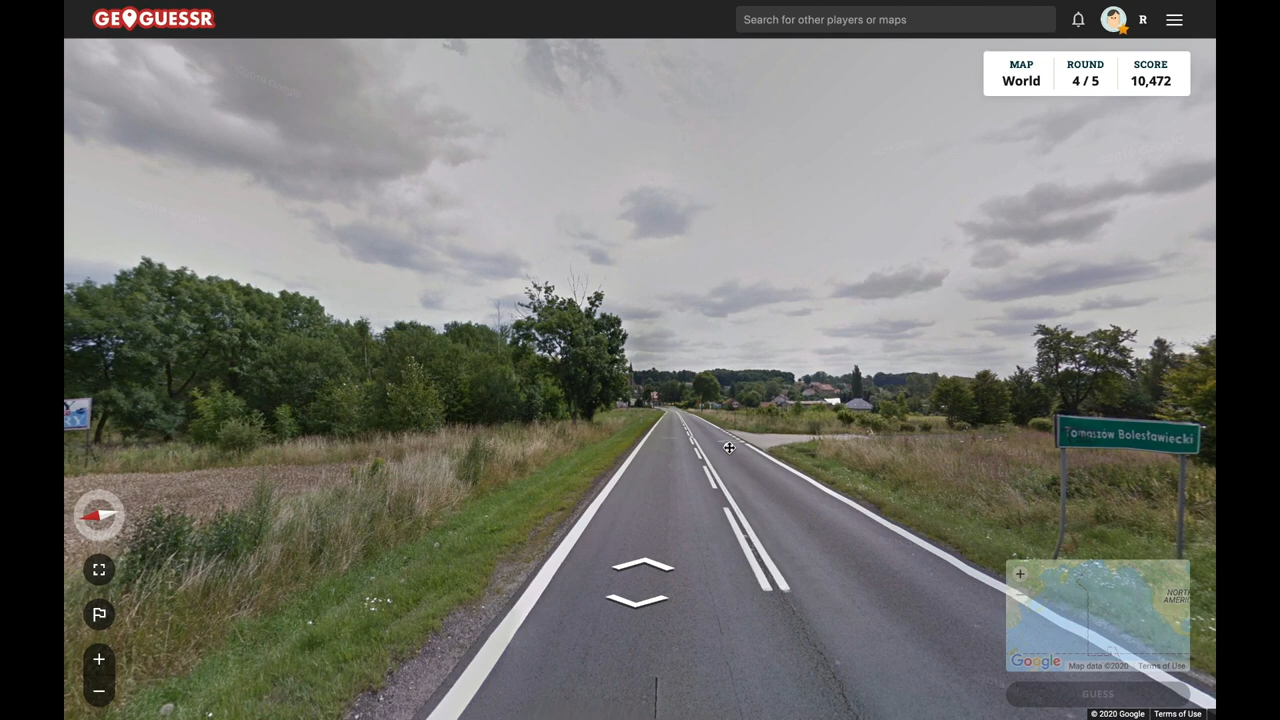 GEOGUESSR
Search for other players or maps
R
MAP
World
ROUND
4 / 5
SCORE
10,472
Tomaszów Bolesławiecki
+
NORTH
AMERIC
Google
Map data ©2020
Terms of Use
+
−
GUESS
© 2020 Google
Terms of Use